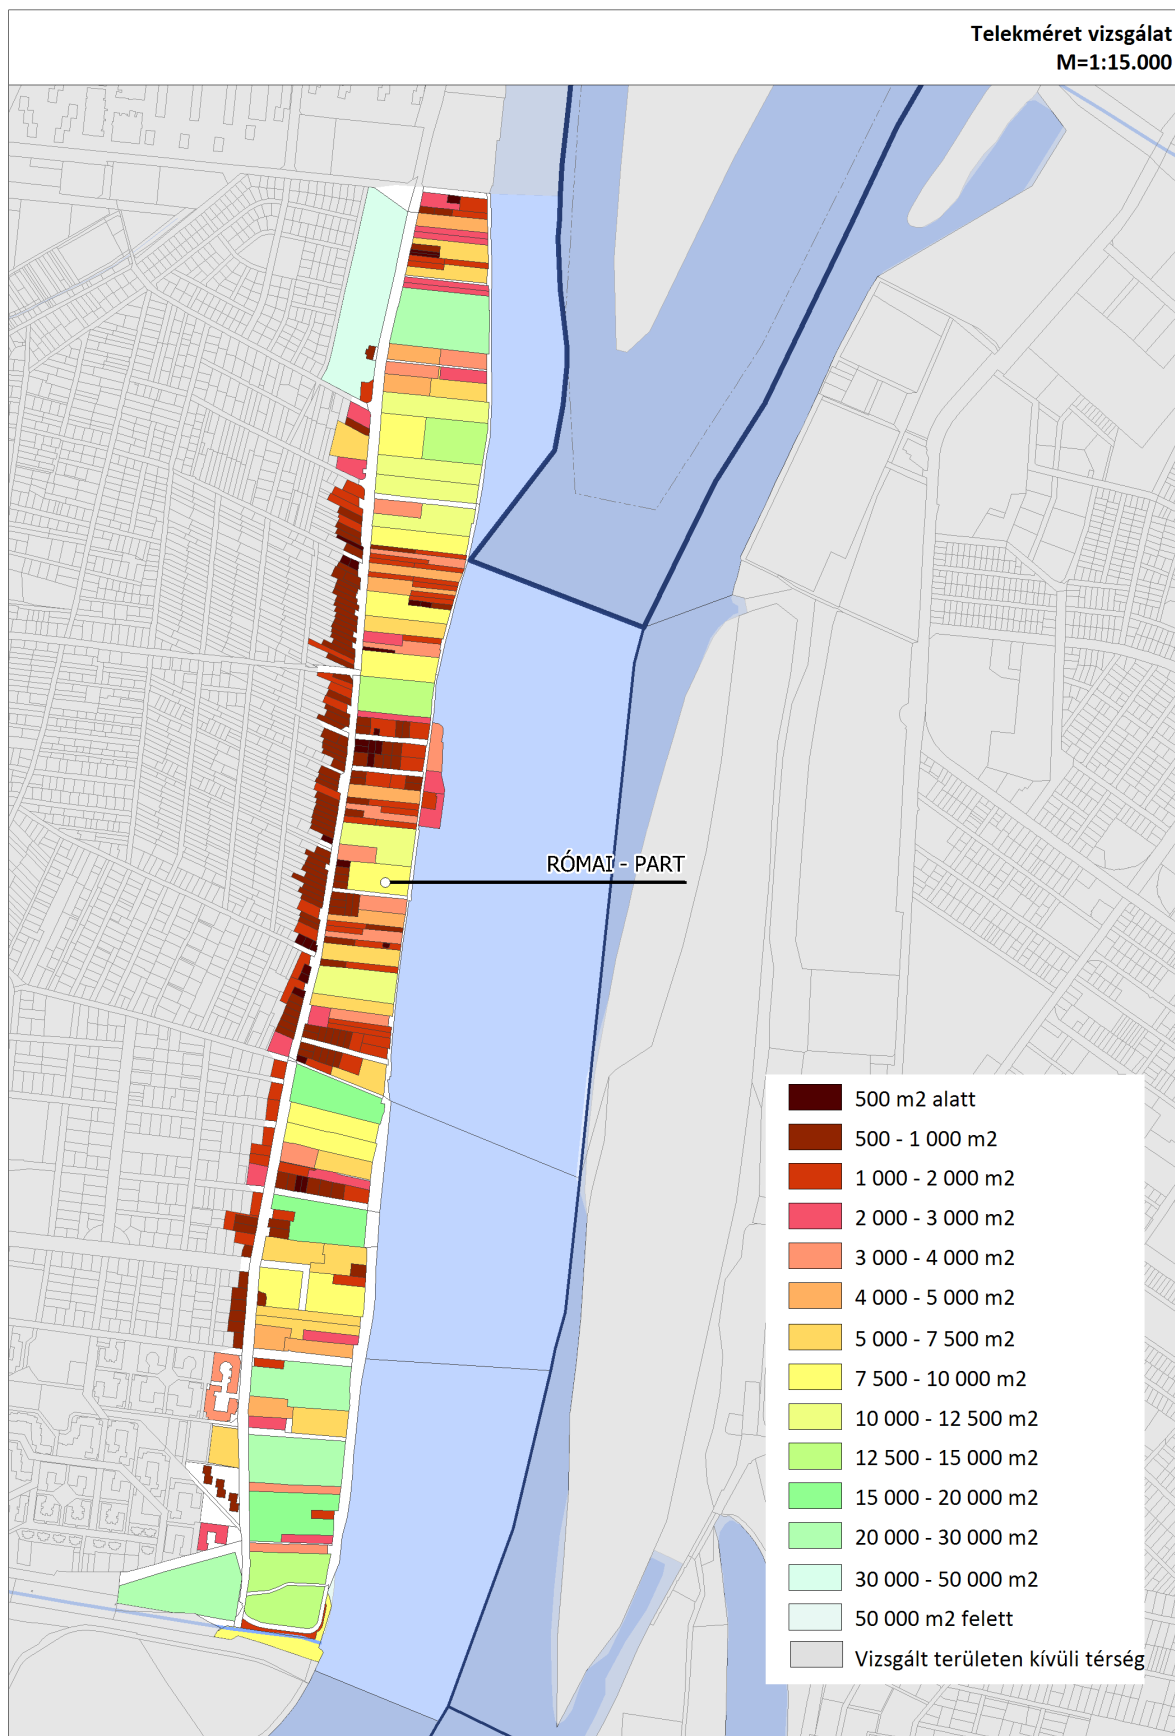 Telekméret vizsgálat
M=1:15.000
RÓMAI - PART
500 m2 alatt
500 - 1 000 m2
1 000 - 2 000 m2
2 000 - 3 000 m2
3 000 - 4 000 m2
4 000 - 5 000 m2
5 000 - 7 500 m2
7 500 - 10 000 m2
10 000 - 12 500 m2
12 500 - 15 000 m2
15 000 - 20 000 m2
20 000 - 30 000 m2
30 000 - 50 000 m2
50 000 m2 felett
Vizsgált területen kívüli térség